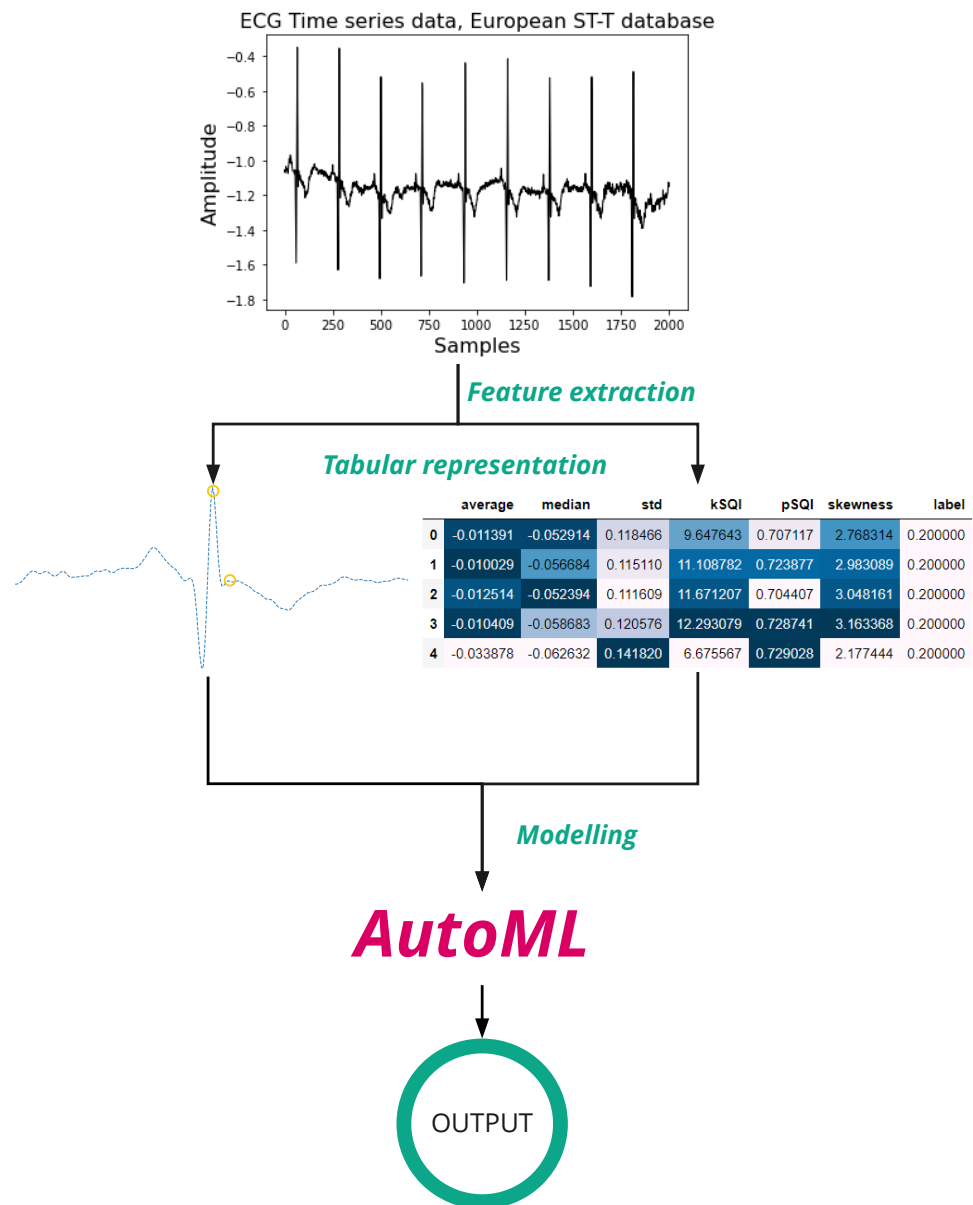 ECG Time series data, European ST-T database
Amplitude
−0.4
−0.6
−0.8
−1.0
−1.2
−1.4
−1.6
−1.8
0 250 500 750 1000 1250 1500 1750 2000
Samples
Feature extraction
Tabular representation
average median std kSQI pSQI skewness label
0 -0.011391 -0.052914 0.118466 9.647643 0.707117 2.768314 0.200000
1 -0.010029 -0.056684 0.115110 11.108782 0.723877 2.983089 0.200000
2 -0.012514 -0.052394 0.111609 11.671207 0.704407 3.048161 0.200000
3 -0.010409 -0.058683 0.120576 12.293079 0.728741 3.163368 0.200000
4 -0.033878 -0.062632 0.141820 6.675567 0.729028 2.177444 0.200000
Modelling
AutoML
OUTPUT